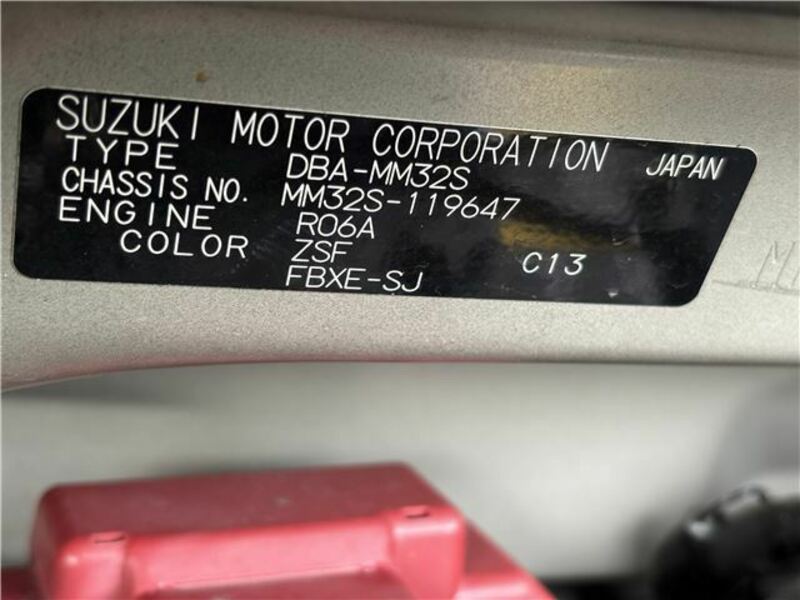 SUZUKI MOTOR CORPORATION JAPAN
TYPE DBA-MM32S
CHASSIS NO. MM32S-119647
ENGINE R06A
COLOR ZSF C13
FBXE-SJ